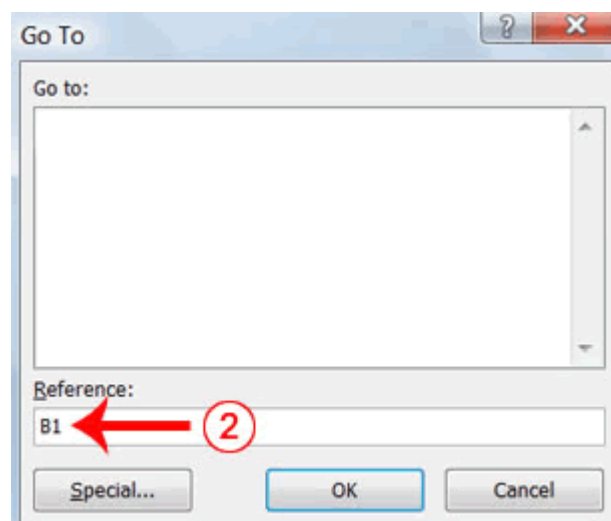 Go To
?
Go to:
Reference:
B1 2
Special... OK Cancel